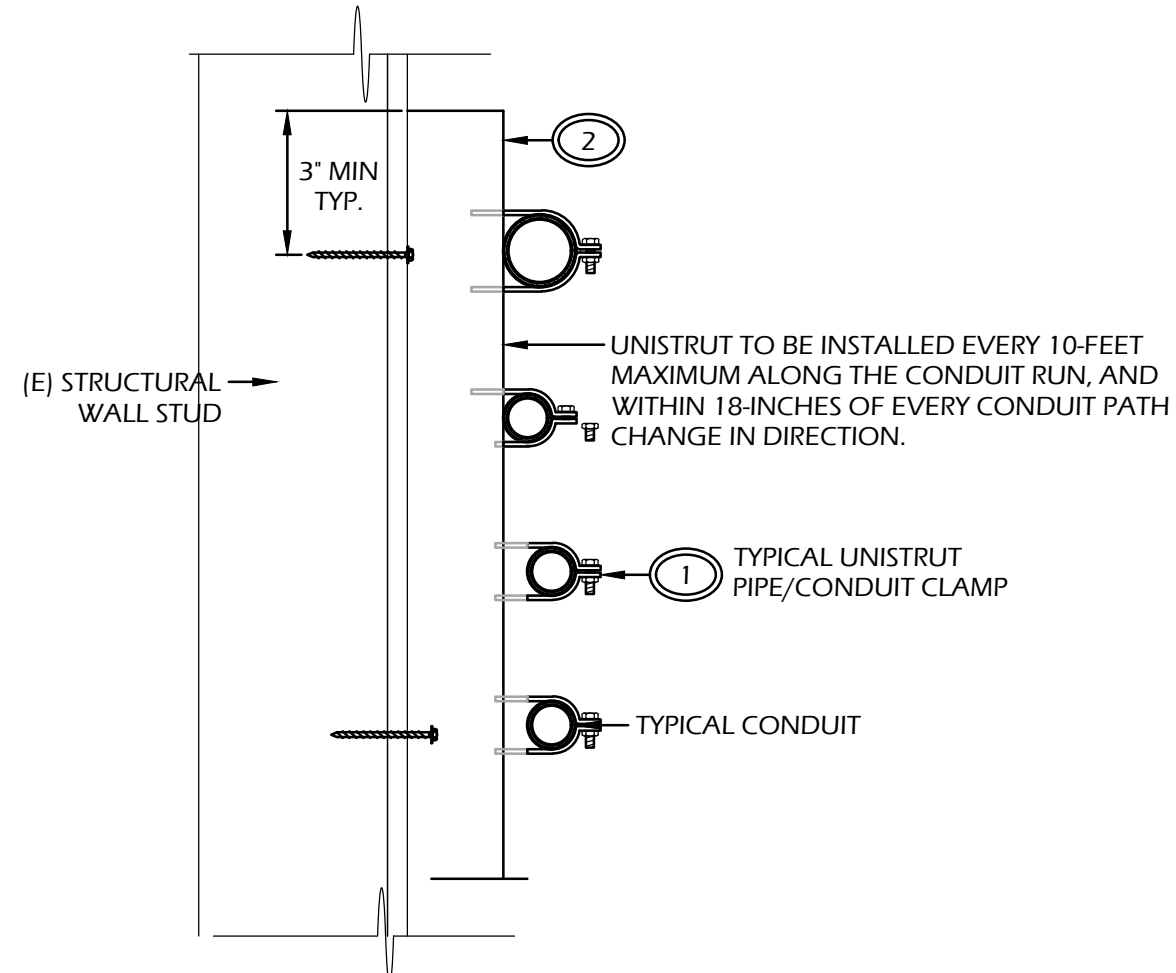 2
3" MIN
TYP.
UNISTRUT TO BE INSTALLED EVERY 10-FEET
MAXIMUM ALONG THE CONDUIT RUN, AND
WITHIN 18-INCHES OF EVERY CONDUIT PATH
CHANGE IN DIRECTION.
(E) STRUCTURAL
WALL STUD
1
TYPICAL UNISTRUT
PIPE/CONDUIT CLAMP
TYPICAL CONDUIT